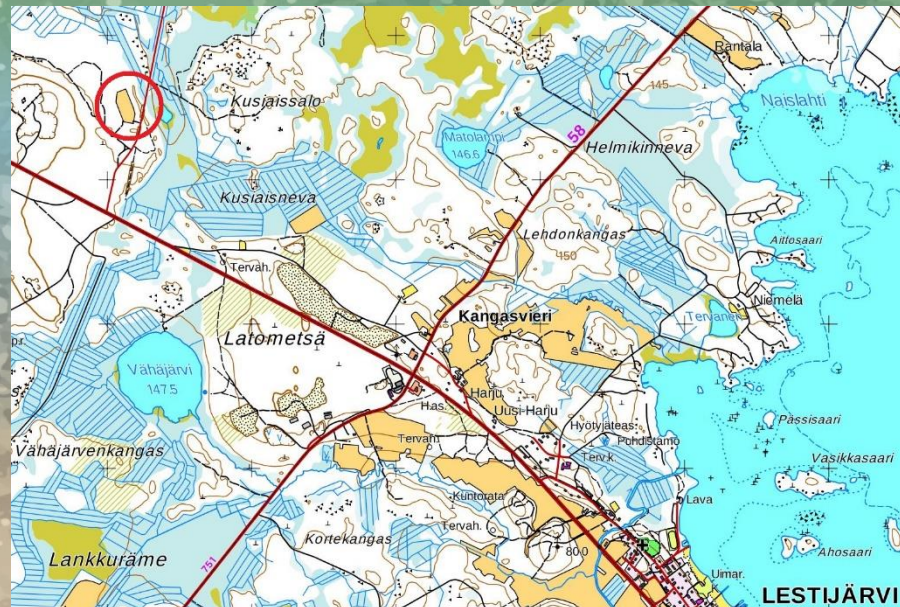 Rantala
145
Naislahti
Kusiaissalo
58
Matolampi
146.6
Helmikinneva
Kusiaisneva
Lehdonkangas
150
Aittosaari
Tervah.
Niemelä
Kangasvieri
Tervanen
Latometsä
Vähäjärvi
147.5
Harju
Has.
Uusi-Harju
Pässisaari
Hyötyjäteas.
Tervah.
Pohdistamo
Vähäjärvenkangas
Terv.k.
Vasikkasaari
Kuntorata
Lava
Tervah.
Kortekangas
80.0
Ahosaari
Lankkuräme
751
Uimar.
LESTIJÄRVI